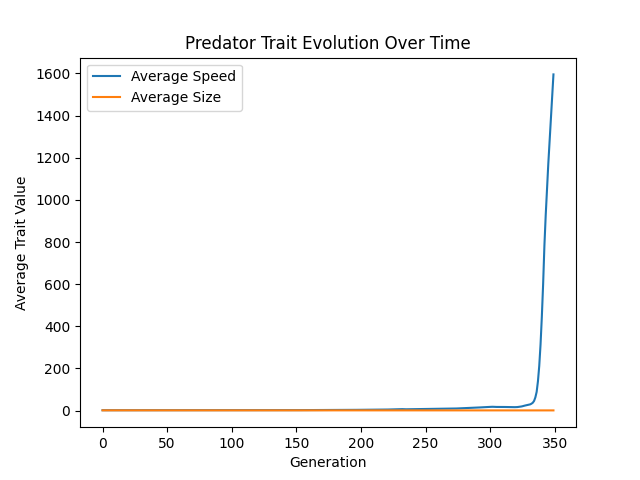 Predator Trait Evolution Over Time
Average Speed
Average Size
Average Trait Value
1600
1400
1200
1000
800
600
400
200
0
0 50 100 150 200 250 300 350
Generation